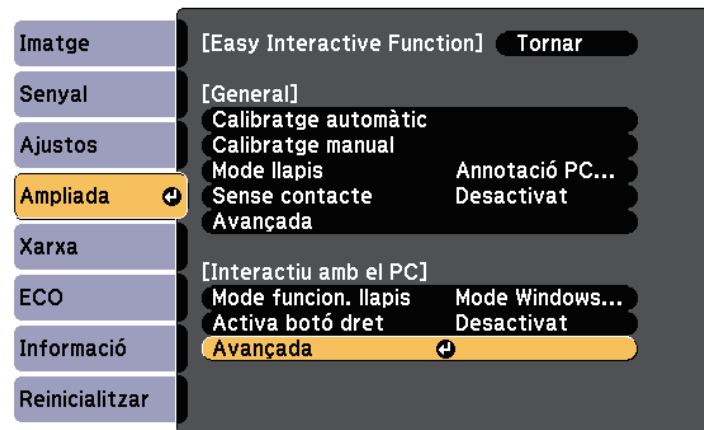 Imatge
Senyal
Ajustos
Ampliada
Xarxa
ECO
Informació
Reinicialitzar
[Easy Interactive Function] Tornar
[General]
Calibratge automàtic
Calibratge manual
Mode llapis Annotació PC...
Sense contacte Desactivat
Avançada
[Interactiu amb el PC]
Mode funcion. llapis Mode Windows...
Activa botó dret Desactivat
Avançada